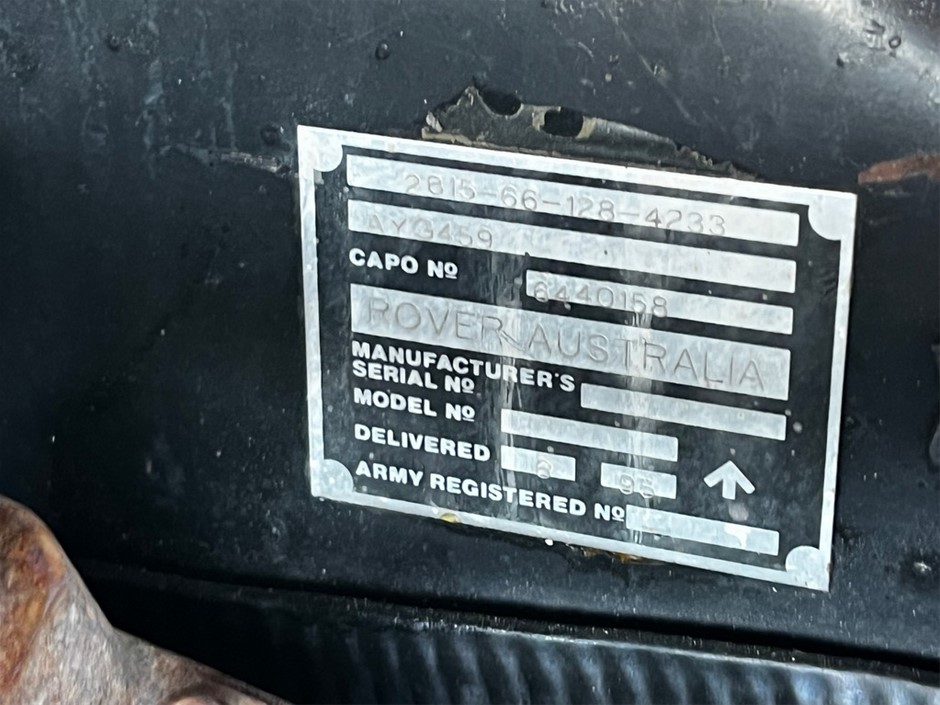 2815-66-128-4233
AYG459
CAPO Nº 6440158
ROVER AUSTRALIA
MANUFACTURER'S
SERIAL Nº
MODEL Nº
DELIVERED 6
ARMY REGISTERED Nº